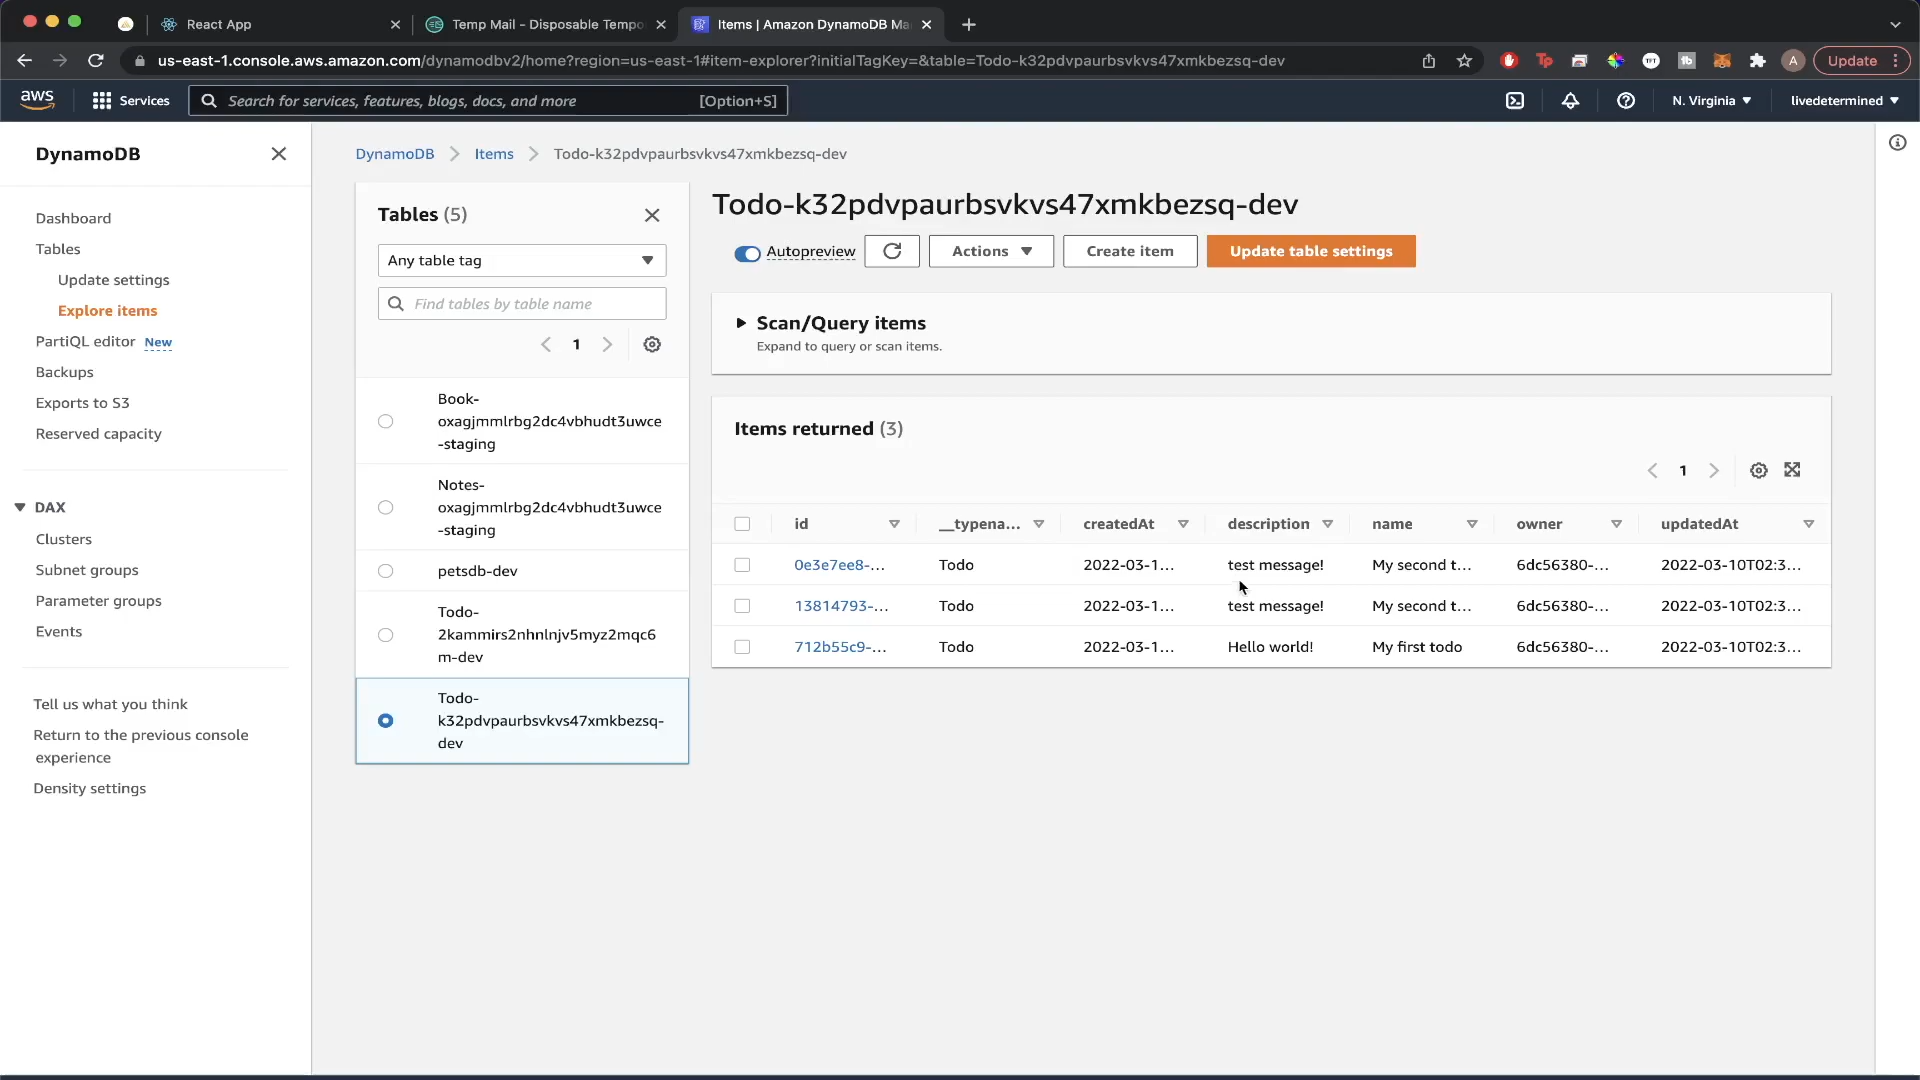 React App
Temp Mail - Disposable Tempo
Items | Amazon DynamoDB Ma
us-east-1.console.aws.amazon.com/dynamodbv2/home?region=us-east-1#item-explorer?initialTagKey=&table=Todo-k32pdvpaurbsvkvs47xmkbezsq-dev
Tp
TFT
tb
A
Update
aws
Services
Search for services, features, blogs, docs, and more
[Option+S]
N. Virginia
livedetermined
DynamoDB
Dashboard
Tables
Update settings
Explore items
PartiQL editor New
Backups
Exports to S3
Reserved capacity
DAX
Clusters
Subnet groups
Parameter groups
Events
Tell us what you think
Return to the previous console
experience
Density settings
DynamoDB
Items
Todo-k32pdvpaurbsvkvs47xmkbezsq-dev
Tables (5)
Any table tag
Find tables by table name
1
Book-
oxagjmmlrbg2dc4vbhudt3uwce
-staging
Notes-
oxagjmmlrbg2dc4vbhudt3uwce
-staging
petsdb-dev
Todo-
2kammirs2nhnlnjv5myz2mqc6
m-dev
Todo-
k32pdvpaurbsvkvs47xmkbezsq-
dev
Todo-k32pdvpaurbsvkvs47xmkbezsq-dev
Autopreview
Actions
Create item
Update table settings
Scan/Query items
Expand to query or scan items.
Items returned (3)
1
id __typena... createdAt description name owner updatedAt
0e3e7ee8-... Todo 2022-03-1... test message! My second t... 6dc56380-... 2022-03-10T02:3...
13814793-... Todo 2022-03-1... test message! My second t... 6dc56380-... 2022-03-10T02:3...
712b55c9-... Todo 2022-03-1... Hello world! My first todo 6dc56380-... 2022-03-10T02:3...